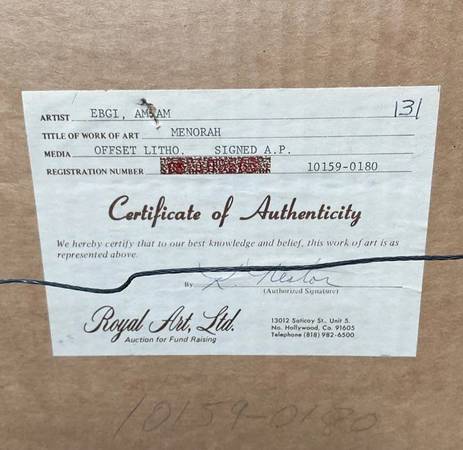 131
ARTIST EBGI, AMRAM
TITLE OF WORK OF ART MENORAH
MEDIA OFFSET LITHO. SIGNED A.P.
REGISTRATION NUMBER 10159-0180
Certificate of Authenticity
We hereby certify that to our best knowledge and belief, this work of art is as
represented above.
By R. Nestor
(Authorized Signature)
Royal Art, Ltd.
Auction for Fund Raising
13012 Saticoy St., Unit 5.
No. Hollywood, Ca. 91605
Telephone (818) 982-6500
10159-0180